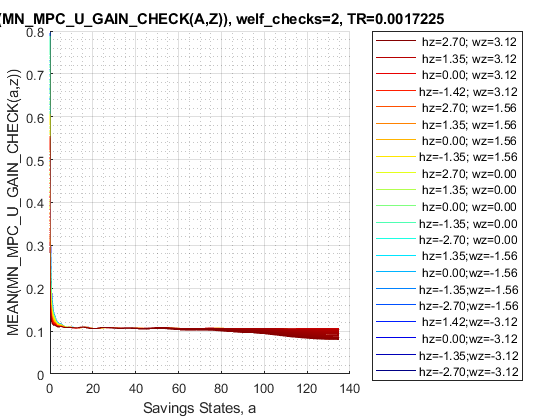 (MN_MPC_U_GAIN_CHECK(A,Z)), welf_checks=2, TR=0.0017225
MEAN(MN_MPC_U_GAIN_CHECK(a,z))
0.8
0.7
0.6
0.5
0.4
0.3
0.2
0.1
0
0 20 40 60 80 100 120 140
Savings States, a
hz=2.70; wz=3.12
hz=1.35; wz=3.12
hz=0.00; wz=3.12
hz=-1.42; wz=3.12
hz=2.70; wz=1.56
hz=1.35; wz=1.56
hz=0.00; wz=1.56
hz=-1.35; wz=1.56
hz=2.70; wz=0.00
hz=1.35; wz=0.00
hz=0.00; wz=0.00
hz=-1.35; wz=0.00
hz=-2.70; wz=0.00
hz=1.35;wz=-1.56
hz=0.00;wz=-1.56
hz=-1.35;wz=-1.56
hz=-2.70;wz=-1.56
hz=1.42;wz=-3.12
hz=0.00;wz=-3.12
hz=-1.35;wz=-3.12
hz=-2.70;wz=-3.12